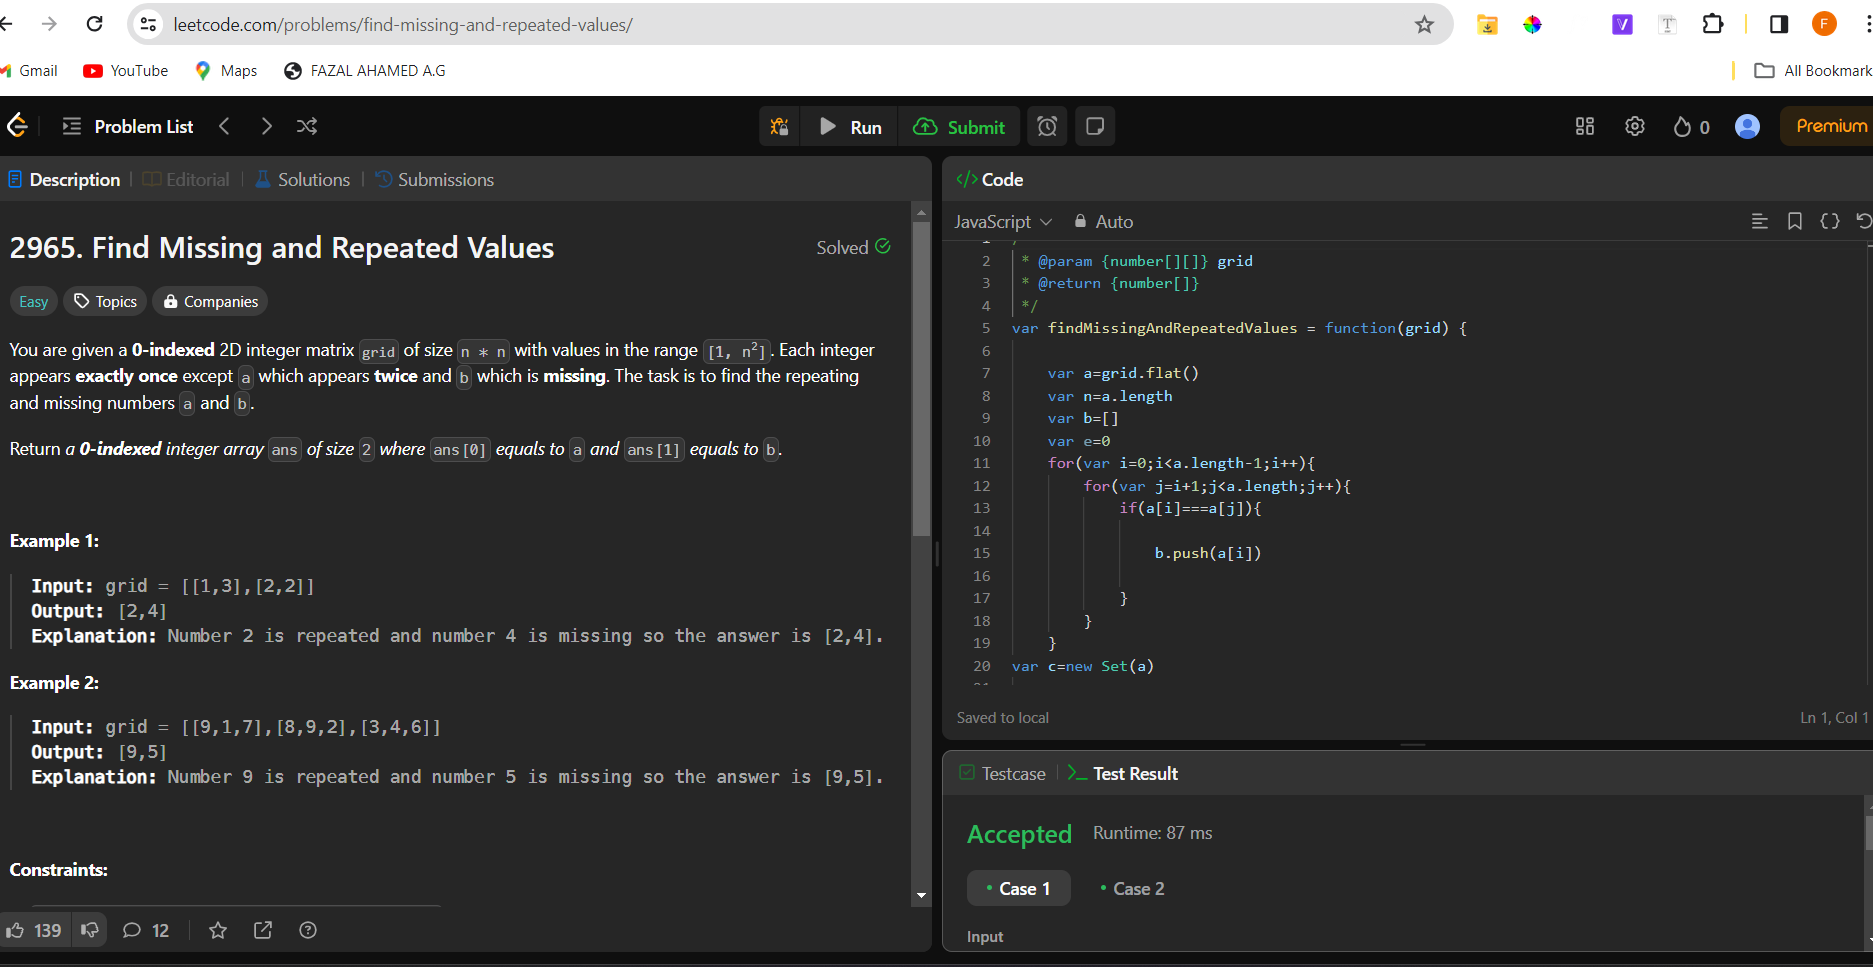 leetcode.com/problems/find-missing-and-repeated-values/
F
Gmail YouTube Maps FAZAL AHAMED A.G All Bookmark
Problem List Run Submit 0 Premium
Description Editorial Solutions Submissions
2965. Find Missing and Repeated Values Solved
Easy Topics Companies
You are given a 0-indexed 2D integer matrix grid of size n * n with values in the range [1, n²]. Each integer
appears exactly once except a which appears twice and b which is missing. The task is to find the repeating
and missing numbers a and b.
Return a 0-indexed integer array ans of size 2 where ans[0] equals to a and ans[1] equals to b.
Example 1:
Input: grid = [[1,3],[2,2]]
Output: [2,4]
Explanation: Number 2 is repeated and number 4 is missing so the answer is [2,4].
Example 2:
Input: grid = [[9,1,7],[8,9,2],[3,4,6]]
Output: [9,5]
Explanation: Number 9 is repeated and number 5 is missing so the answer is [9,5].
Constraints:
139 12
</> Code
JavaScript Auto
2 * @param {number[][]} grid
3 * @return {number[]}
4 */
5 var findMissingAndRepeatedValues = function(grid) {
6
7 var a=grid.flat()
8 var n=a.length
9 var b=[]
10 var e=0
11 for(var i=0;i<a.length-1;i++){
12 for(var j=i+1;j<a.length;j++){
13 if(a[i]===a[j]){
14
15 b.push(a[i])
16
17 }
18 }
19 }
20 var c=new Set(a)
Saved to local Ln 1, Col 1
Testcase Test Result
Accepted Runtime: 87 ms
• Case 1 • Case 2
Input